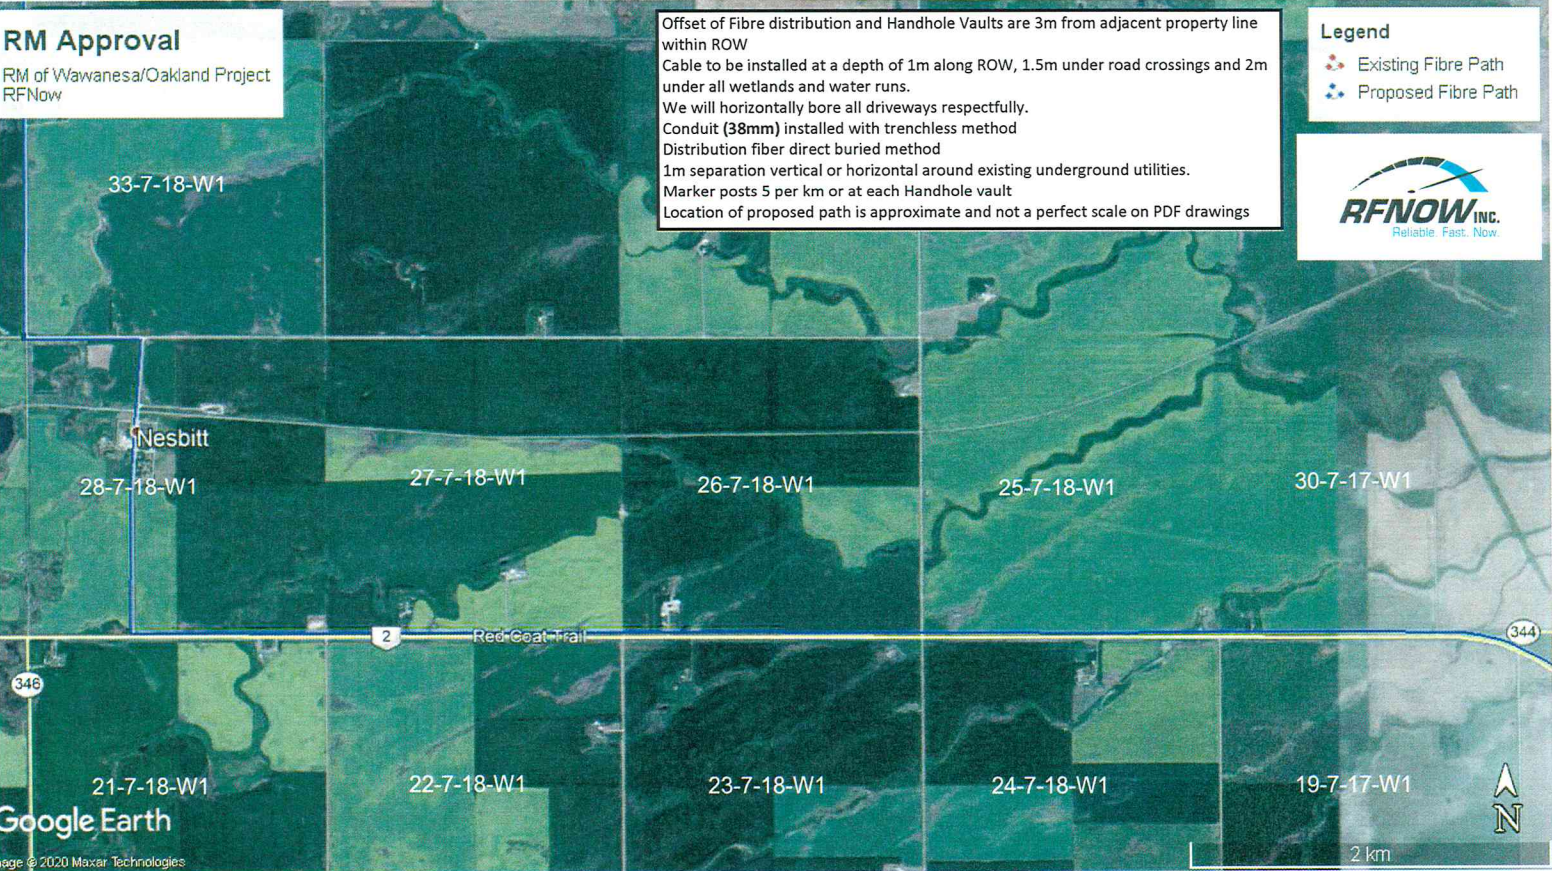 RM Approval
RM of Wawanesa/Oakland Project
RFNow
Offset of Fibre distribution and Handhole Vaults are 3m from adjacent property line
within ROW
Cable to be installed at a depth of 1m along ROW, 1.5m under road crossings and 2m
under all wetlands and water runs.
We will horizontally bore all driveways respectfully.
Conduit (38mm) installed with trenchless method
Distribution fiber direct buried method
1m separation vertical or horizontal around existing underground utilities.
Marker posts 5 per km or at each Handhole vault
Location of proposed path is approximate and not a perfect scale on PDF drawings
Legend
Existing Fibre Path
Proposed Fibre Path
RFNOW INC.
Reliable. Fast. Now.
33-7-18-W1
Nesbitt
28-7-18-W1
27-7-18-W1
26-7-18-W1
25-7-18-W1
30-7-17-W1
2
Red Coat Trail
344
346
21-7-18-W1
22-7-18-W1
23-7-18-W1
24-7-18-W1
19-7-17-W1
N
Google Earth
age © 2020 Maxar Technologies
2 km